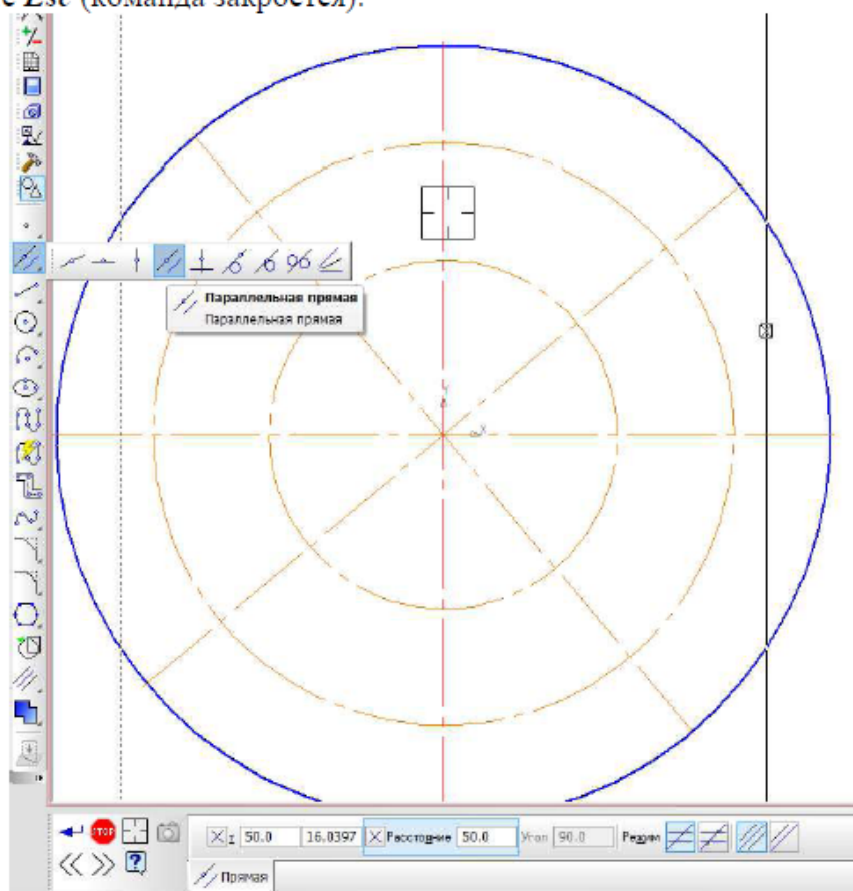 с Esc (команда закроется).
Параллельная прямая
Параллельная прямая
Y
X
STOP
50.0 16.0397 Расстояние 50.0 Угол 90.0 Режим
Прямая